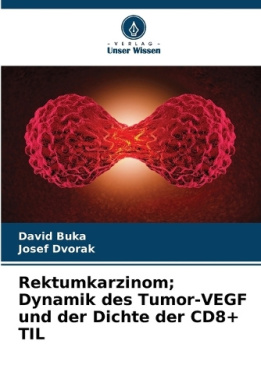 - VERLAG -
Unser Wissen
David Buka
Josef Dvorak
Rektumkarzinom;
Dynamik des Tumor-VEGF
und der Dichte der CD8+
TIL